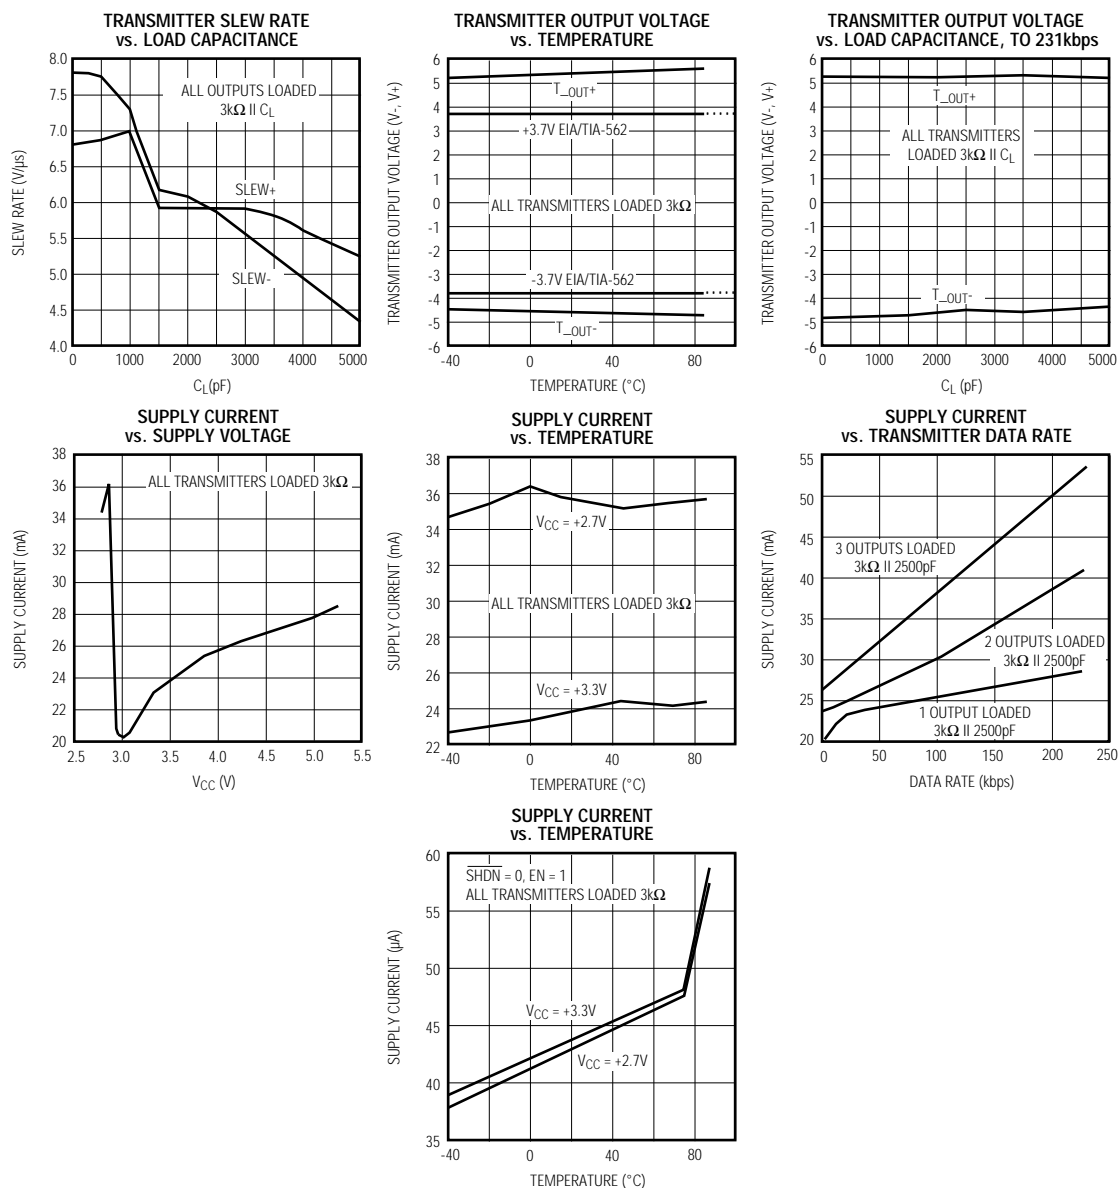 TRANSMITTER SLEW RATE
vs. LOAD CAPACITANCE
8.0
7.5
7.0
6.5
6.0
5.5
5.0
4.5
4.0
SLEW RATE (V/µs)
ALL OUTPUTS LOADED
3kΩ II CL
SLEW+
SLEW-
0 1000 2000 3000 4000 5000
CL(pF)
TRANSMITTER OUTPUT VOLTAGE
vs. TEMPERATURE
6
5
4
3
2
1
0
-1
-2
-3
-4
-5
-6
TRANSMITTER OUTPUT VOLTAGE (V-, V+)
T_OUT+
+3.7V EIA/TIA-562
ALL TRANSMITTERS LOADED 3kΩ
-3.7V EIA/TIA-562
T_OUT-
-40 0 40 80
TEMPERATURE (°C)
TRANSMITTER OUTPUT VOLTAGE
vs. LOAD CAPACITANCE, TO 231kbps
6
5
4
3
2
1
0
-1
-2
-3
-4
-5
-6
TRANSMITTER OUTPUT VOLTAGE (V-, V+)
T_OUT+
ALL TRANSMITTERS
LOADED 3kΩ II CL
T_OUT-
0 1000 2000 3000 4000 5000
CL (pF)
SUPPLY CURRENT
vs. SUPPLY VOLTAGE
38
36
34
32
30
28
26
24
22
20
SUPPLY CURRENT (mA)
ALL TRANSMITTERS LOADED 3kΩ
2.5 3.0 3.5 4.0 4.5 5.0 5.5
VCC (V)
SUPPLY CURRENT
vs. TEMPERATURE
38
36
34
32
30
28
26
24
22
SUPPLY CURRENT (mA)
VCC = +2.7V
ALL TRANSMITTERS LOADED 3kΩ
VCC = +3.3V
-40 0 40 80
TEMPERATURE (°C)
SUPPLY CURRENT
vs. TRANSMITTER DATA RATE
55
50
45
40
35
30
25
20
SUPPLY CURRENT (mA)
3 OUTPUTS LOADED
3kΩ II 2500pF
2 OUTPUTS LOADED
3kΩ II 2500pF
1 OUTPUT LOADED
3kΩ II 2500pF
0 50 100 150 200 250
DATA RATE (kbps)
SUPPLY CURRENT
vs. TEMPERATURE
60
55
50
45
40
35
SUPPLY CURRENT (µA)
SHDN = 0, EN = 1
ALL TRANSMITTERS LOADED 3kΩ
VCC = +3.3V
VCC = +2.7V
-40 0 40 80
TEMPERATURE (°C)